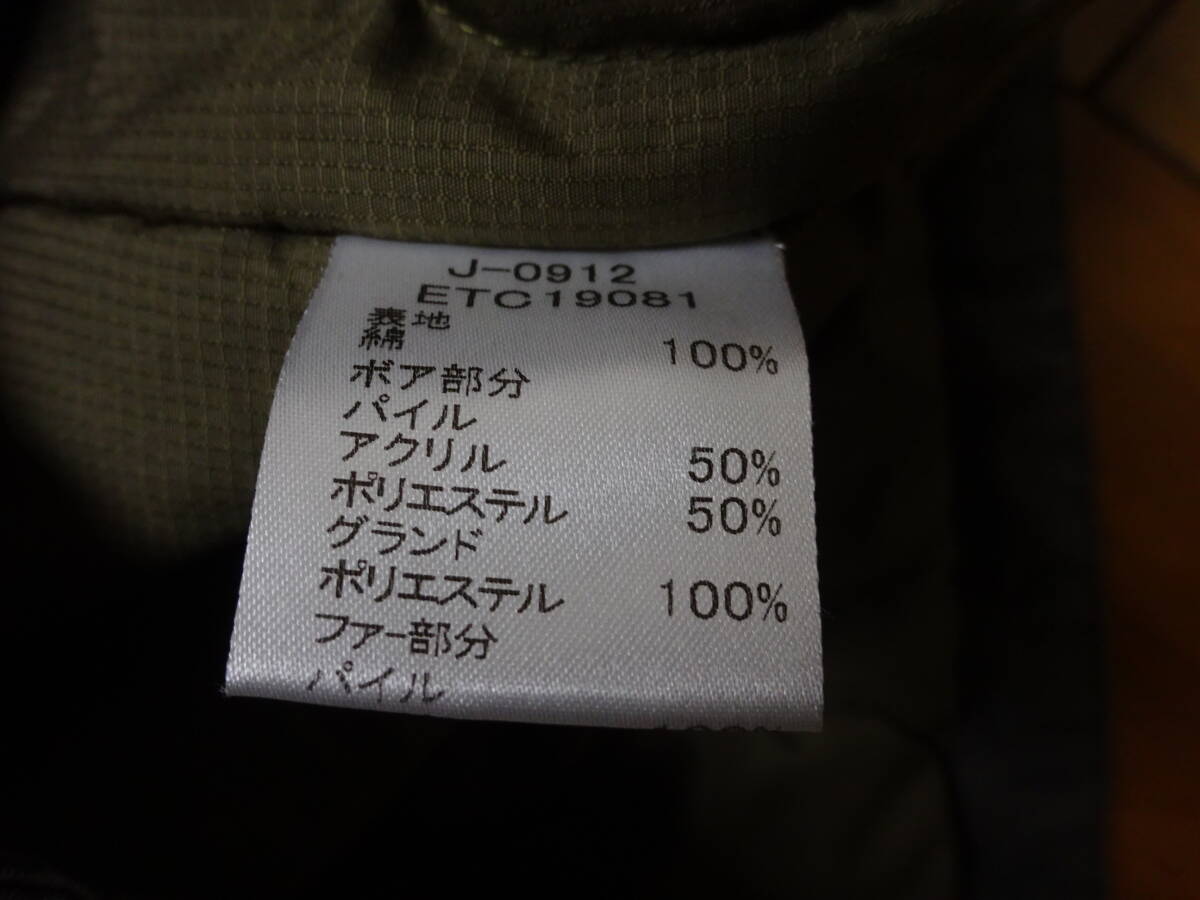 J-0912
ETC19081
表地
綿 100%
ボア部分
パイル
アクリル 50%
ポリエステル 50%
グランド
ポリエステル 100%
ファー部分
パイル